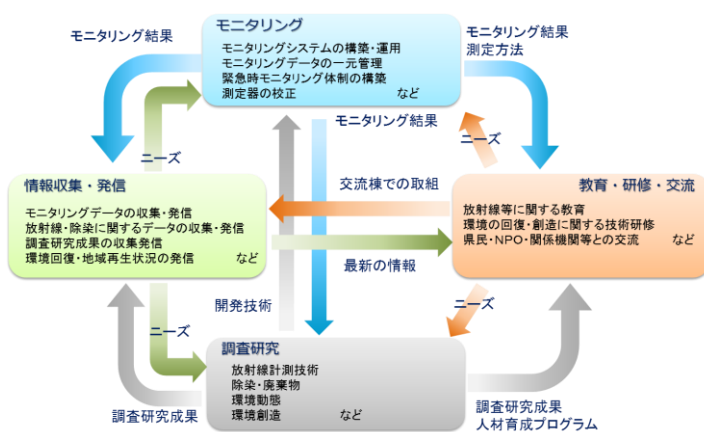 モニタリング
モニタリングシステムの構築・運用
モニタリングデータの一元管理
緊急時モニタリング体制の構築
測定器の校正 など
モニタリング結果
モニタリング結果
測定方法
ニーズ
モニタリング結果
ニーズ
情報収集・発信
モニタリングデータの収集・発信
放射線・除染に関するデータの収集・発信
調査研究成果の収集発信
環境回復・地域再生状況の発信 など
交流棟での取組
最新の情報
教育・研修・交流
放射線等に関する教育
環境の回復・創造に関する技術研修
県民・NPO・関係機関等との交流 など
開発技術
ニーズ
ニーズ
調査研究
放射線計測技術
除染・廃棄物
環境動態
環境創造 など
調査研究成果
調査研究成果
人材育成プログラム